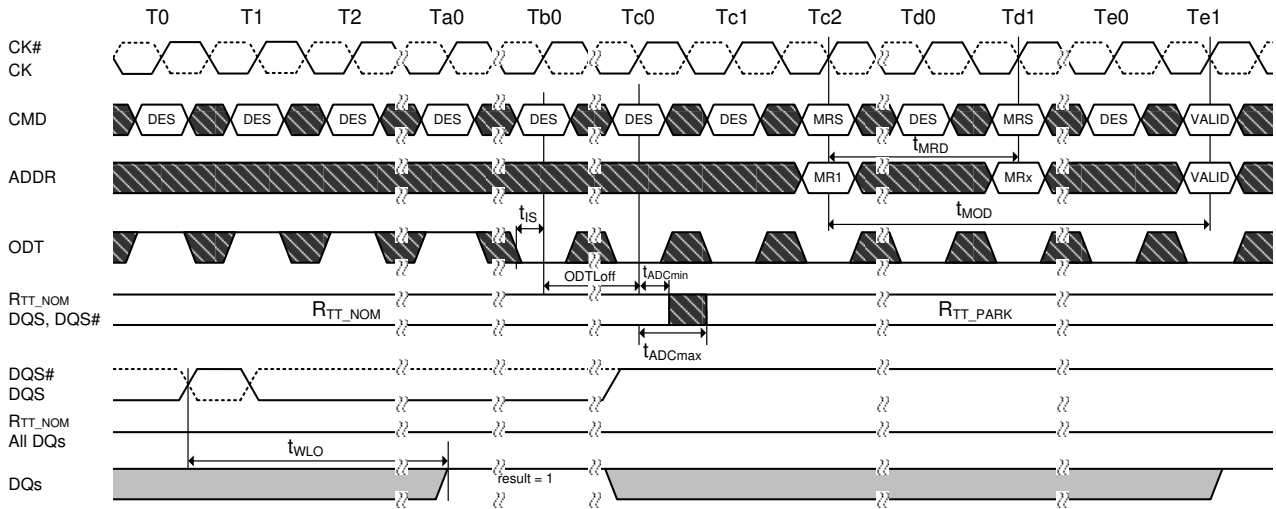 T0 T1 T2 Ta0 Tb0 Tc0 Tc1 Tc2 Td0 Td1 Te0 Te1
CK#
CK
CMD DES DES DES DES DES DES DES MRS DES MRS DES VALID
tMRD
ADDR MR1 MRx VALID
tIS tMOD
ODT
ODTLoff tADCmin
RTT_NOM
DQS, DQS# RTT_NOM RTT_PARK
tADCmax
DQS#
DQS
RTT_NOM
All DQs
tWLO
DQs result = 1